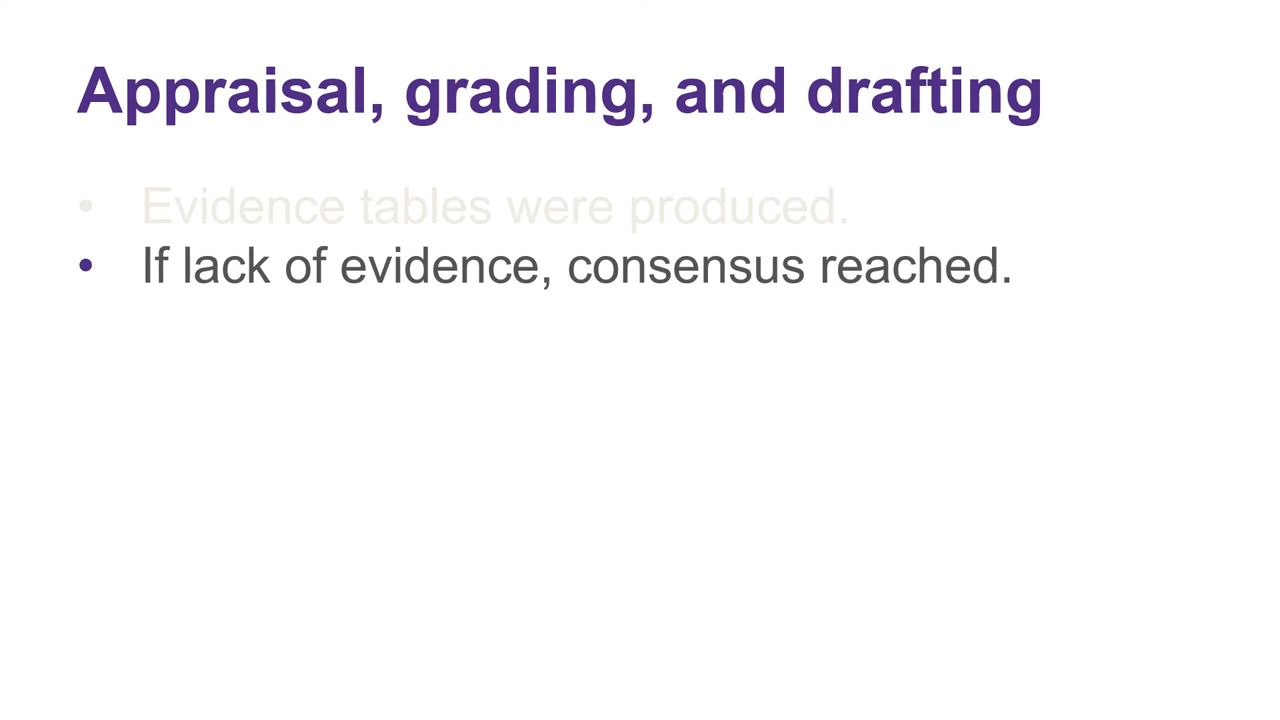 Appraisal, grading, and drafting
• Evidence tables were produced.
• If lack of evidence, consensus reached.